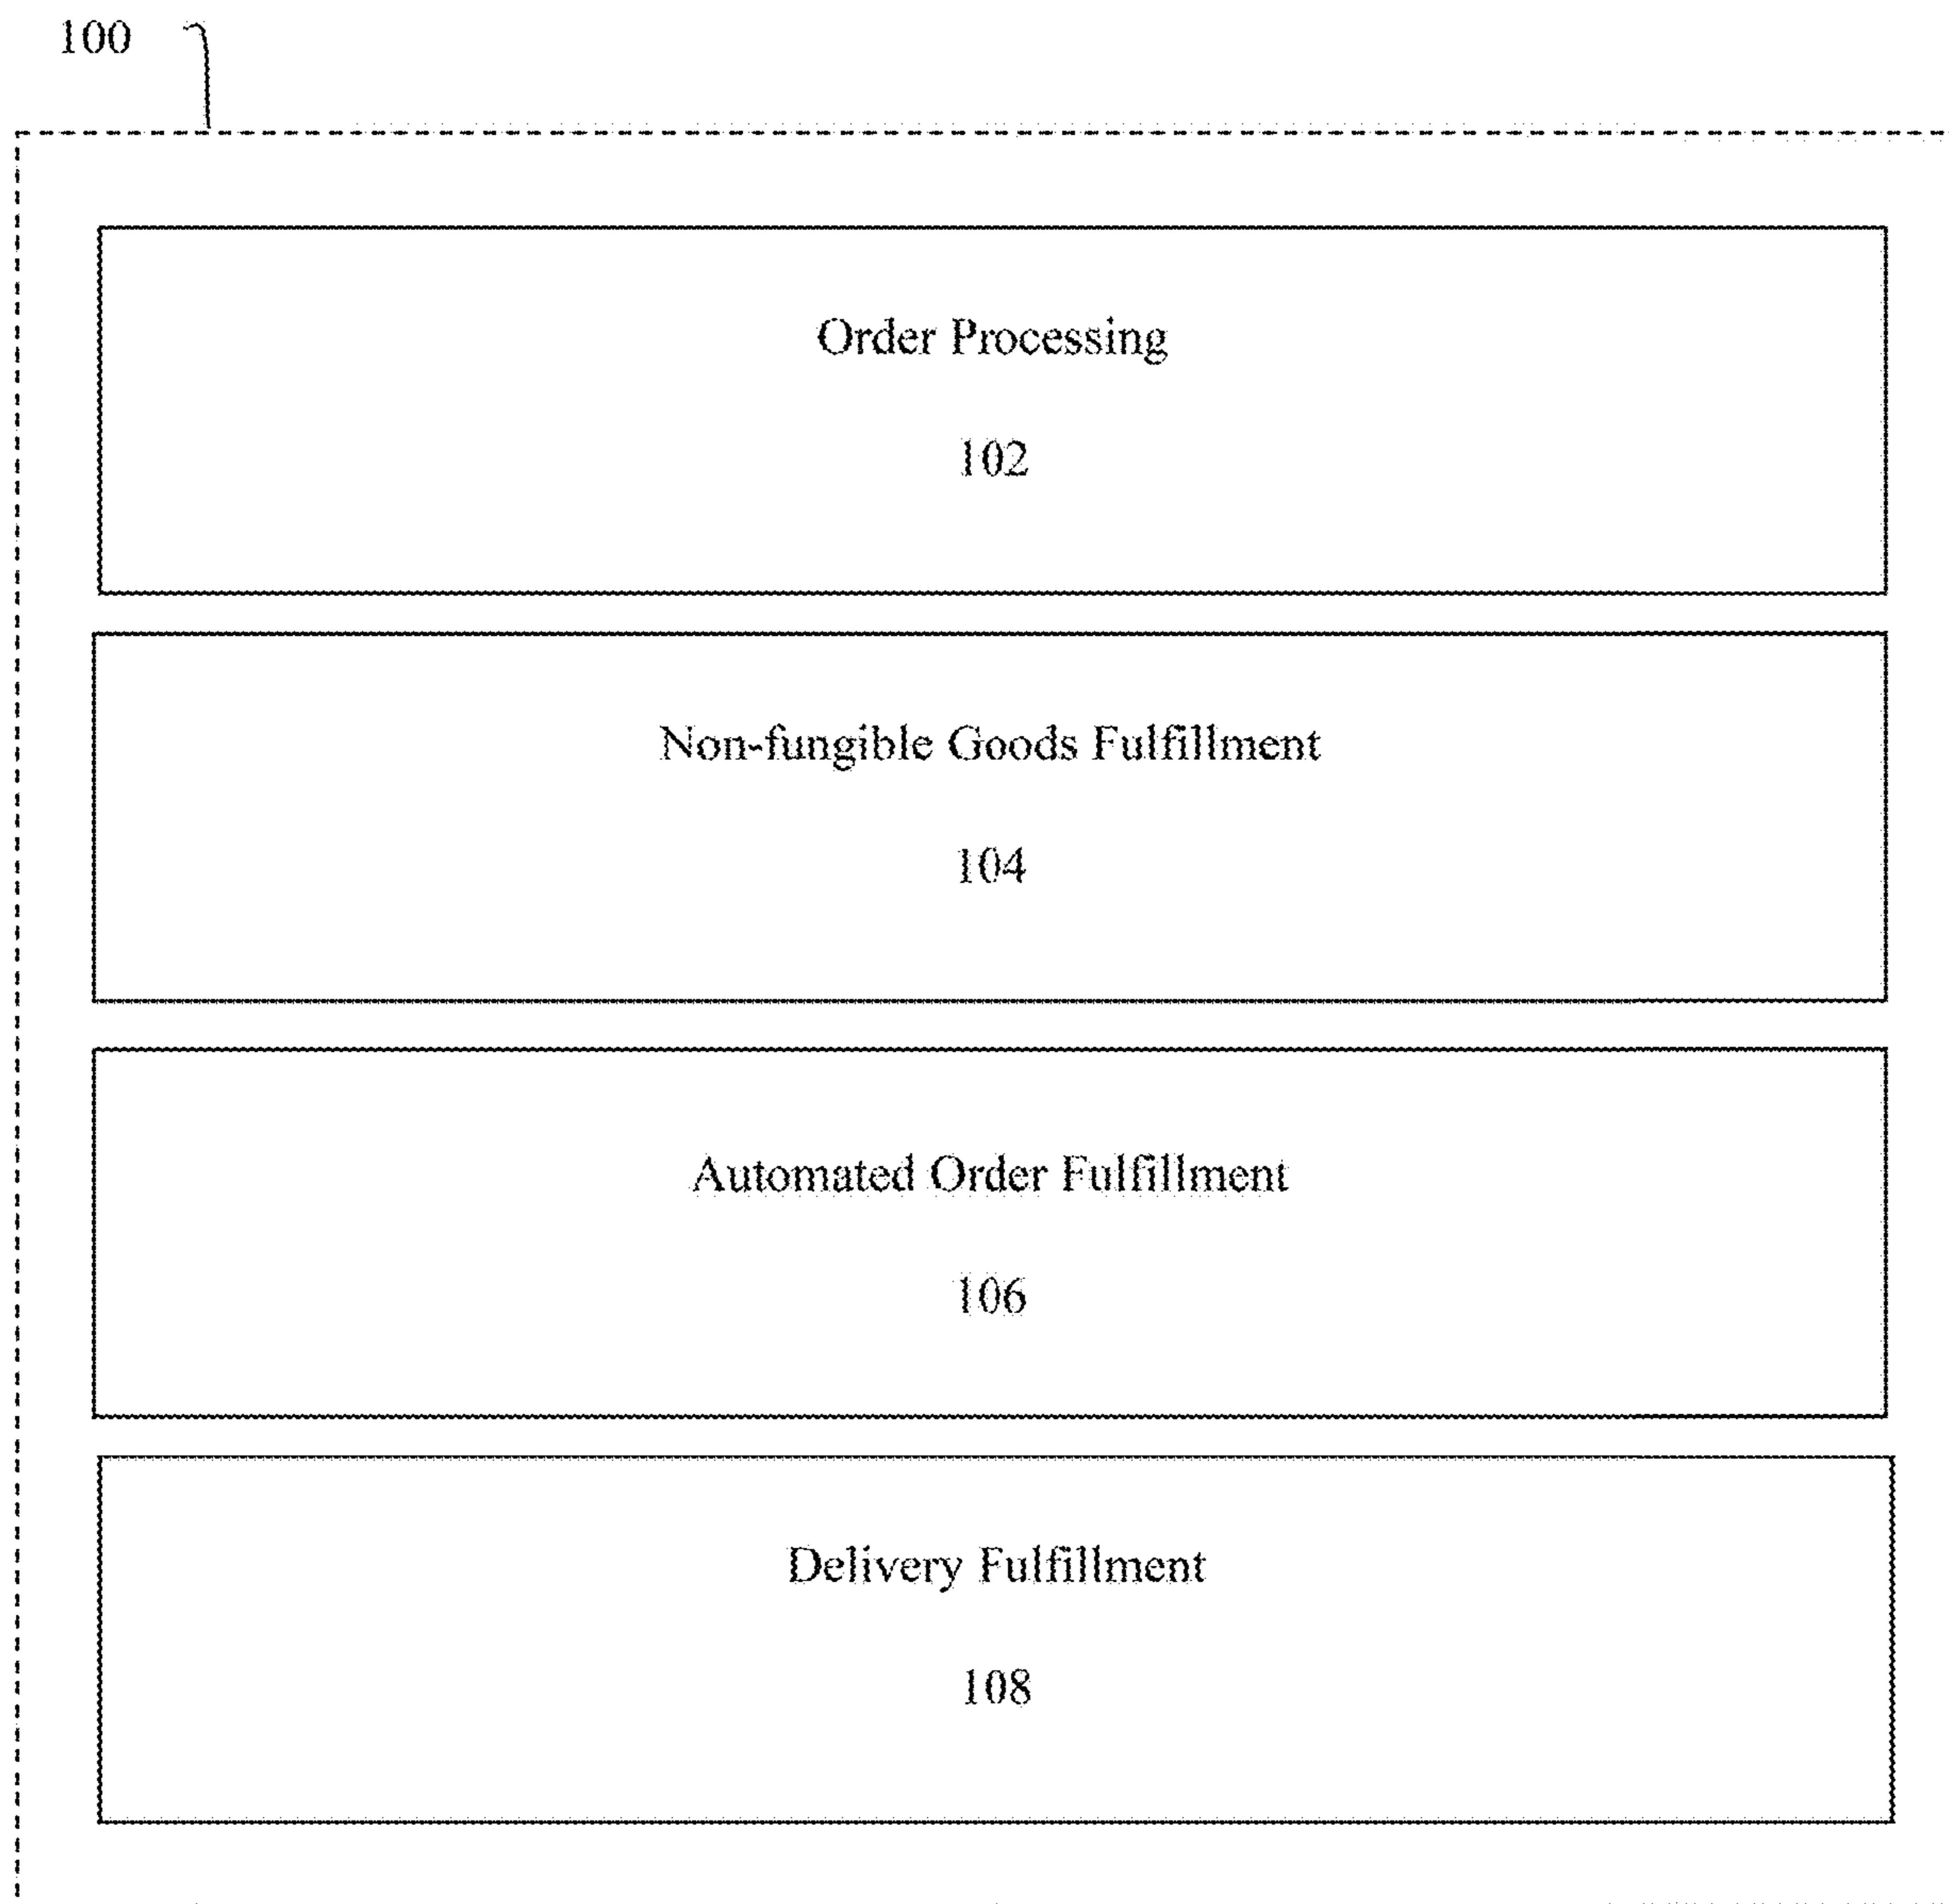 100
Order Processing
102
Non-fungible Goods Fulfillment
104
Automated Order Fulfillment
106
Delivery Fulfillment
108